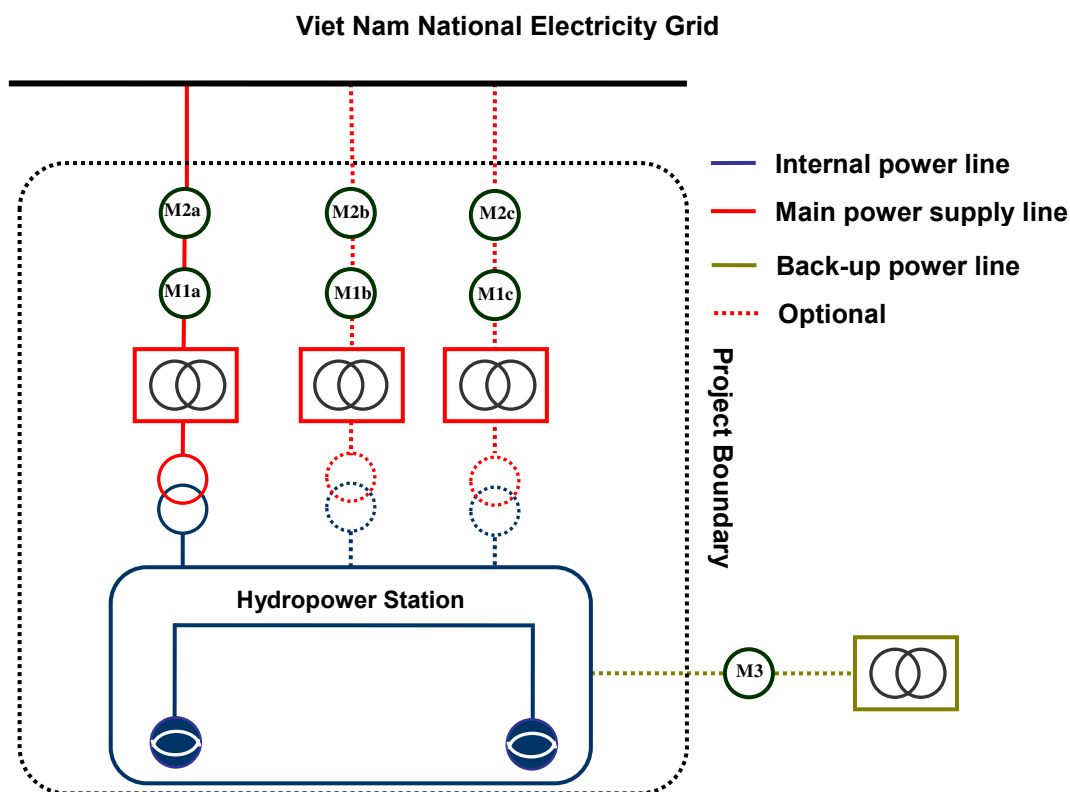 Viet Nam National Electricity Grid
M2a
M2b
M2c
M1a
M1b
M1c
Internal power line
Main power supply line
Back-up power line
Optional
Project Boundary
Hydropower Station
M3